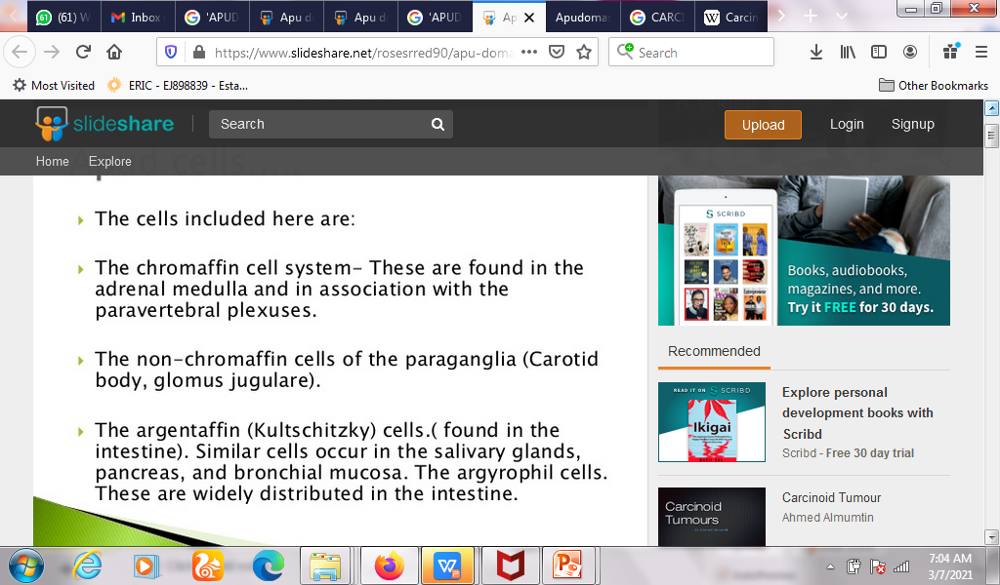 (61) W
Inbox
'APUD
Apu d
Apu d
'APUD
Ap
Apudomas
CARC
Carcin
https://www.slideshare.net/rosesrred90/apu-doma
Search
Most Visited
ERIC - EJ898839 - Esta...
Other Bookmarks
slideshare
Search
Upload
Login
Signup
Home
Explore
The cells included here are:
The chromaffin cell system- These are found in the
adrenal medulla and in association with the
paravertebral plexuses.
The non-chromaffin cells of the paraganglia (Carotid
body, glomus jugulare).
The argentaffin (Kultschitzky) cells.( found in the
intestine). Similar cells occur in the salivary glands,
pancreas, and bronchial mucosa. The argyrophil cells.
These are widely distributed in the intestine.
SCRIBD
Books, audiobooks,
magazines, and more.
Try it FREE for 30 days.
Recommended
READ IT ON SCRIBD
Ikigai
Explore personal
development books with
Scribd
Scribd - Free 30 day trial
Carcinoid
Tumours
Carcinoid Tumour
Ahmed Almumtin
7:04 AM
3/7/2021